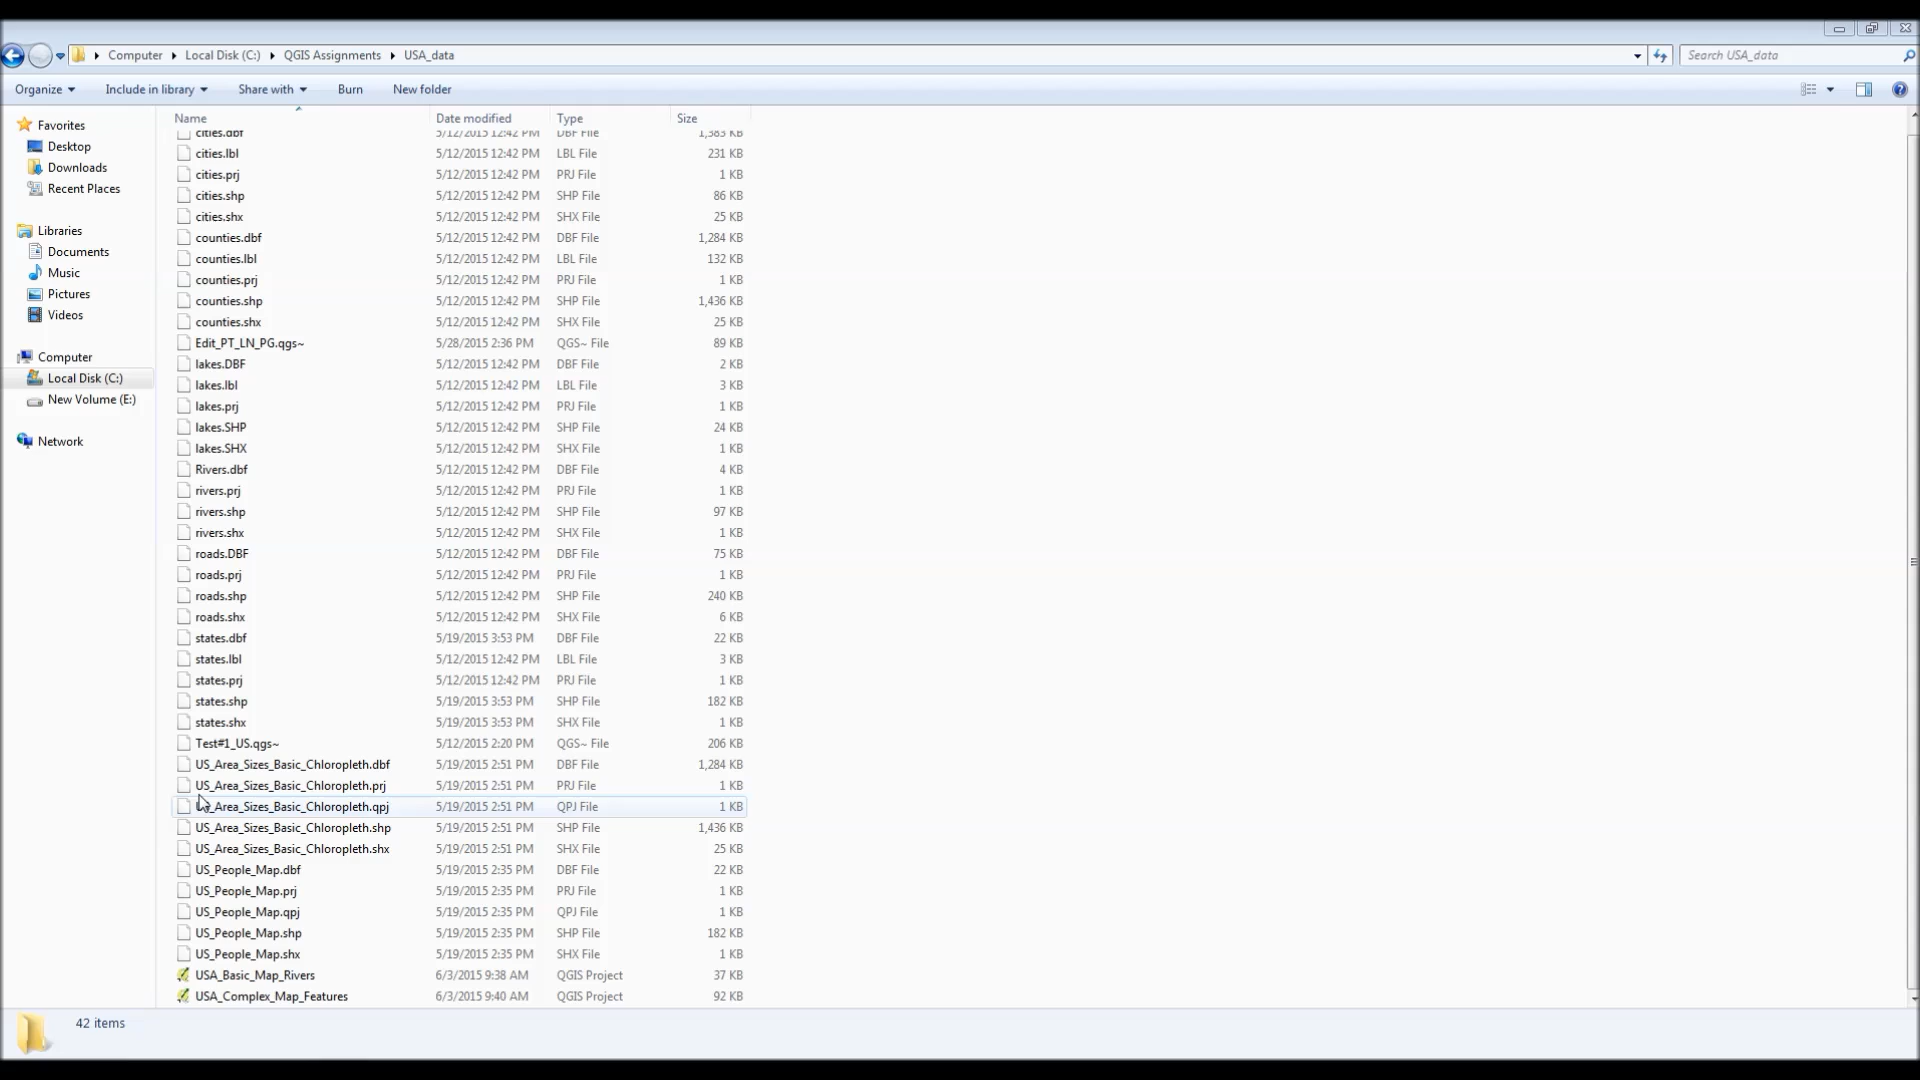 Computer Local Disk (C:) QGIS Assignments USA_data Search USA_data
Organize Include in library Share with Burn New folder
Favorites
Desktop
Downloads
Recent Places
Libraries
Documents
Music
Pictures
Videos
Computer
Local Disk (C:)
New Volume (E:)
Network
Name Date modified Type Size
cities.dbf 5/12/2015 12:42 PM DBF File 1,383 KB
cities.lbl 5/12/2015 12:42 PM LBL File 231 KB
cities.prj 5/12/2015 12:42 PM PRJ File 1 KB
cities.shp 5/12/2015 12:42 PM SHP File 86 KB
cities.shx 5/12/2015 12:42 PM SHX File 25 KB
counties.dbf 5/12/2015 12:42 PM DBF File 1,284 KB
counties.lbl 5/12/2015 12:42 PM LBL File 132 KB
counties.prj 5/12/2015 12:42 PM PRJ File 1 KB
counties.shp 5/12/2015 12:42 PM SHP File 1,436 KB
counties.shx 5/12/2015 12:42 PM SHX File 25 KB
Edit_PT_LN_PG.qgs~ 5/28/2015 2:36 PM QGS~ File 89 KB
lakes.DBF 5/12/2015 12:42 PM DBF File 2 KB
lakes.lbl 5/12/2015 12:42 PM LBL File 3 KB
lakes.prj 5/12/2015 12:42 PM PRJ File 1 KB
lakes.SHP 5/12/2015 12:42 PM SHP File 24 KB
lakes.SHX 5/12/2015 12:42 PM SHX File 1 KB
Rivers.dbf 5/12/2015 12:42 PM DBF File 4 KB
rivers.prj 5/12/2015 12:42 PM PRJ File 1 KB
rivers.shp 5/12/2015 12:42 PM SHP File 97 KB
rivers.shx 5/12/2015 12:42 PM SHX File 1 KB
roads.DBF 5/12/2015 12:42 PM DBF File 75 KB
roads.prj 5/12/2015 12:42 PM PRJ File 1 KB
roads.shp 5/12/2015 12:42 PM SHP File 240 KB
roads.shx 5/12/2015 12:42 PM SHX File 6 KB
states.dbf 5/19/2015 3:53 PM DBF File 22 KB
states.lbl 5/12/2015 12:42 PM LBL File 3 KB
states.prj 5/12/2015 12:42 PM PRJ File 1 KB
states.shp 5/19/2015 3:53 PM SHP File 182 KB
states.shx 5/19/2015 3:53 PM SHX File 1 KB
Test#1_US.qgs~ 5/12/2015 2:20 PM QGS~ File 206 KB
US_Area_Sizes_Basic_Chloropleth.dbf 5/19/2015 2:51 PM DBF File 1,284 KB
US_Area_Sizes_Basic_Chloropleth.prj 5/19/2015 2:51 PM PRJ File 1 KB
US_Area_Sizes_Basic_Chloropleth.qpj 5/19/2015 2:51 PM QPJ File 1 KB
US_Area_Sizes_Basic_Chloropleth.shp 5/19/2015 2:51 PM SHP File 1,436 KB
US_Area_Sizes_Basic_Chloropleth.shx 5/19/2015 2:51 PM SHX File 25 KB
US_People_Map.dbf 5/19/2015 2:35 PM DBF File 22 KB
US_People_Map.prj 5/19/2015 2:35 PM PRJ File 1 KB
US_People_Map.qpj 5/19/2015 2:35 PM QPJ File 1 KB
US_People_Map.shp 5/19/2015 2:35 PM SHP File 182 KB
US_People_Map.shx 5/19/2015 2:35 PM SHX File 1 KB
USA_Basic_Map_Rivers 6/3/2015 9:38 AM QGIS Project 37 KB
USA_Complex_Map_Features 6/3/2015 9:40 AM QGIS Project 92 KB
42 items